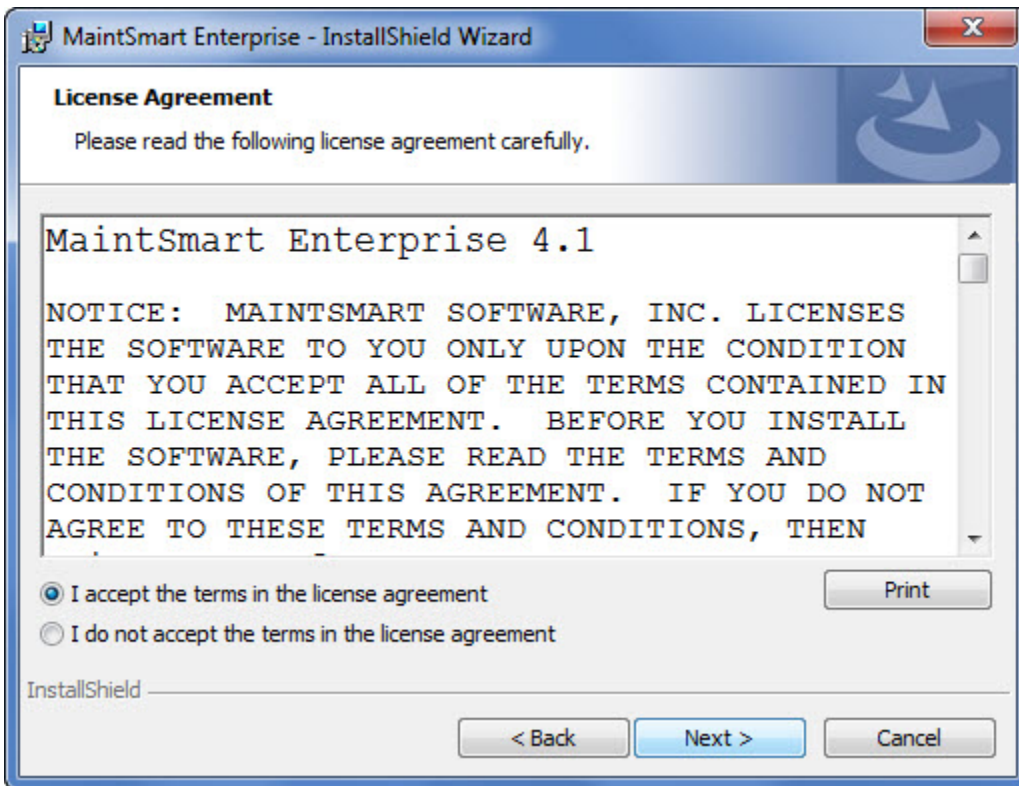 MaintSmart Enterprise - InstallShield Wizard
License Agreement
Please read the following license agreement carefully.
MaintSmart Enterprise 4.1
NOTICE:  MAINTSMART SOFTWARE, INC. LICENSES
THE SOFTWARE TO YOU ONLY UPON THE CONDITION
THAT YOU ACCEPT ALL OF THE TERMS CONTAINED IN
THIS LICENSE AGREEMENT.  BEFORE YOU INSTALL
THE SOFTWARE, PLEASE READ THE TERMS AND
CONDITIONS OF THIS AGREEMENT.  IF YOU DO NOT
AGREE TO THESE TERMS AND CONDITIONS, THEN
I accept the terms in the license agreement
Print
I do not accept the terms in the license agreement
InstallShield
< Back
Next >
Cancel